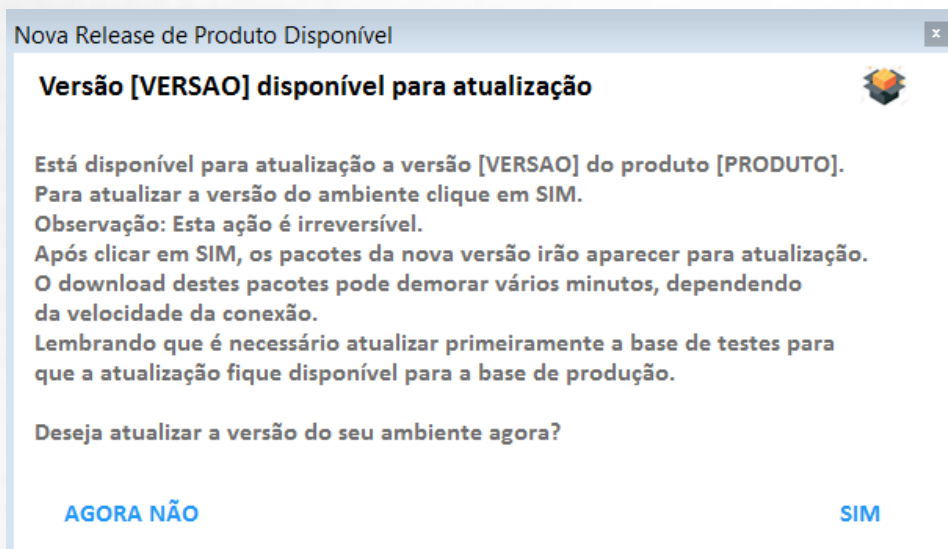 Nova Release de Produto Disponível
x
Versão [VERSAO] disponível para atualização
Está disponível para atualização a versão [VERSAO] do produto [PRODUTO].
Para atualizar a versão do ambiente clique em SIM.
Observação: Esta ação é irreversível.
Após clicar em SIM, os pacotes da nova versão irão aparecer para atualização.
O download destes pacotes pode demorar vários minutos, dependendo
da velocidade da conexão.
Lembrando que é necessário atualizar primeiramente a base de testes para
que a atualização fique disponível para a base de produção.
Deseja atualizar a versão do seu ambiente agora?
AGORA NÃO
SIM